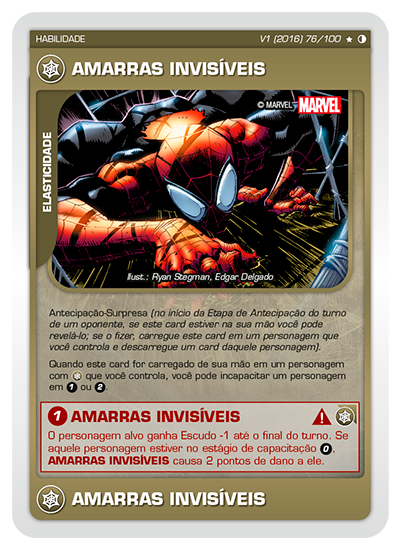 HABILIDADE
V1 (2016) 76/100 ★
AMARRAS INVISÍVEIS
ELASTICIDADE
© MARVEL MARVEL
Illust.: Ryan Stegman, Edgar Delgado
Antecipação-Surpresa (no início da Etapa de Antecipação do turno
de um oponente, se este card estiver na sua mão você pode
revelá-lo; se o fizer, carregue este card em um personagem que
você controla e descarregue um card daquele personagem).
Quando este card for carregado de sua mão em um personagem
com que você controla, você pode incapacitar um personagem
em 1 ou 2.
1 AMARRAS INVISÍVEIS
O personagem alvo ganha Escudo -1 até o final do turno. Se
aquele personagem estiver no estágio de capacitação 0,
AMARRAS INVISÍVEIS causa 2 pontos de dano a ele.
AMARRAS INVISÍVEIS